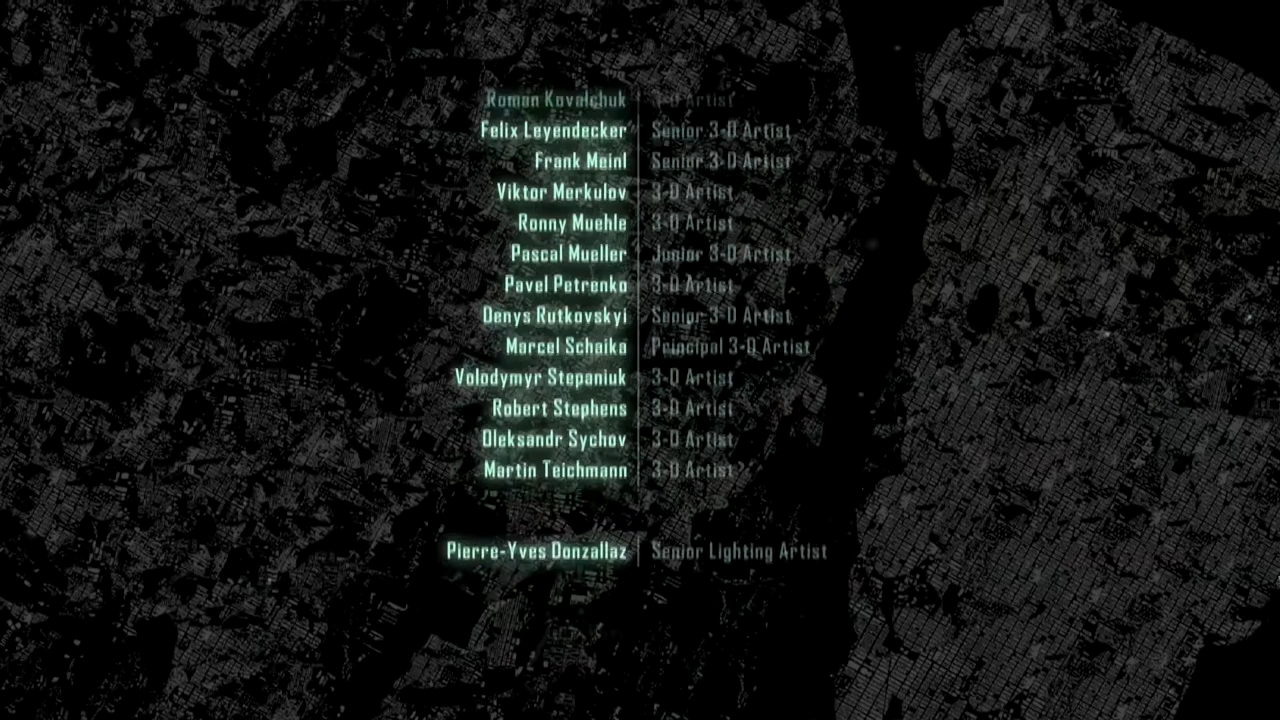 Roman Kovalchuk 3-D Artist
Felix Leyendecker Senior 3-D Artist
Frank Meinl Senior 3-D Artist
Viktor Merkulov 3-D Artist
Ronny Muehle 3-D Artist
Pascal Mueller Junior 3-D Artist
Pavel Petrenko 3-D Artist
Denys Rutkovskyi Senior 3-D Artist
Marcel Schaika Principal 3-D Artist
Volodymyr Stepaniuk 3-D Artist
Robert Stephens 3-D Artist
Oleksandr Sychov 3-D Artist
Martin Teichmann 3-D Artist
Pierre-Yves Donzallaz Senior Lighting Artist